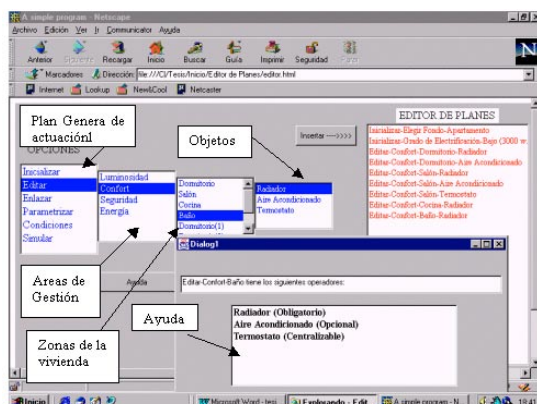 A simple program - Netscape
Archivo Edición Ver Ir Communicator Ayuda
Anterior Siguiente Recargar Inicio Buscar Guía Imprimir Seguridad Parar
N
Marcadores Dirección: file:///C|/Tesis/Inicio/Editor de Planes/editor.html
Internet Lookup New&Cool Netcaster
Plan Genera de
actuaciónl
OPCIONES
Objetos
Insertar ---->>>>
EDITOR DE PLANES
Inicializar-Elegir Fondo-Apartamento
Inicializar-Grado de Electrificación-Bajo (3000 w.
Editar-Confort-Dormitorio-Radiador
Editar-Confort-Dormitorio-Aire Acondicionado
Editar-Confort-Salón-Radiador
Editar-Confort-Salón-Aire Acondicionado
Editar-Confort-Salón-Termostato
Editar-Confort-Cocina-Radiador
Editar-Confort-Baño-Radiador
Inicializar
Editar
Enlazar
Parametrizar
Condiciones
Simular
Luminosidad
Confort
Seguridad
Energía
Dormitorio
Salón
Cocina
Baño
Dormitorio(1)
Radiador
Aire Acondicionado
Termostato
Dialog1
Areas de
Gestión
Ayuda
Editar-Confort-Baño tiene los siguientes operadores:
Ayuda
Radiador (Obligatorio)
Aire Acondicionado (Opcional)
Termostato (Centralizable)
Zonas de la
vivienda
Inicio
Microsoft Word - tesi
Explorando - Edit
A simple program - N
18:41